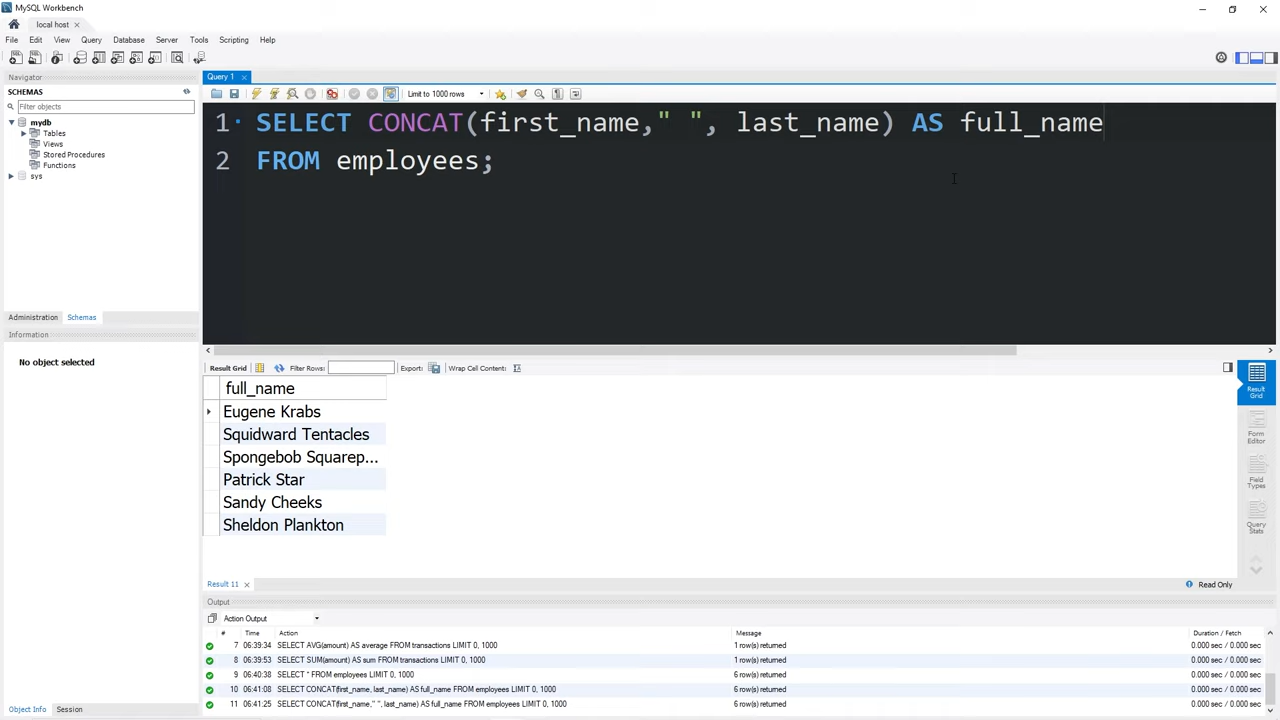 MySQL Workbench
local host ×
File Edit View Query Database Server Tools Scripting Help
Navigator
SCHEMAS
Filter objects
mydb
Tables
Views
Stored Procedures
Functions
sys
Administration Schemas
Information
No object selected
Object Info Session
Query 1 ×
Limit to 1000 rows
1 SELECT CONCAT(first_name," ", last_name) AS full_name
2 FROM employees;
Result Grid Filter Rows: Export: Wrap Cell Content:
full_name
Eugene Krabs
Squidward Tentacles
Spongebob Squarep...
Patrick Star
Sandy Cheeks
Sheldon Plankton
Result Grid
Form Editor
Field Types
Query Stats
Result 11 × Read Only
Output
Action Output
# Time Action Message Duration / Fetch
7 06:39:34 SELECT AVG(amount) AS average FROM transactions LIMIT 0, 1000 1 row(s) returned 0.000 sec / 0.000 sec
8 06:39:53 SELECT SUM(amount) AS sum FROM transactions LIMIT 0, 1000 1 row(s) returned 0.000 sec / 0.000 sec
9 06:40:38 SELECT * FROM employees LIMIT 0, 1000 6 row(s) returned 0.000 sec / 0.000 sec
10 06:41:08 SELECT CONCAT(first_name, last_name) AS full_name FROM employees LIMIT 0, 1000 6 row(s) returned 0.000 sec / 0.000 sec
11 06:41:25 SELECT CONCAT(first_name," ", last_name) AS full_name FROM employees LIMIT 0, 1000 6 row(s) returned 0.000 sec / 0.000 sec